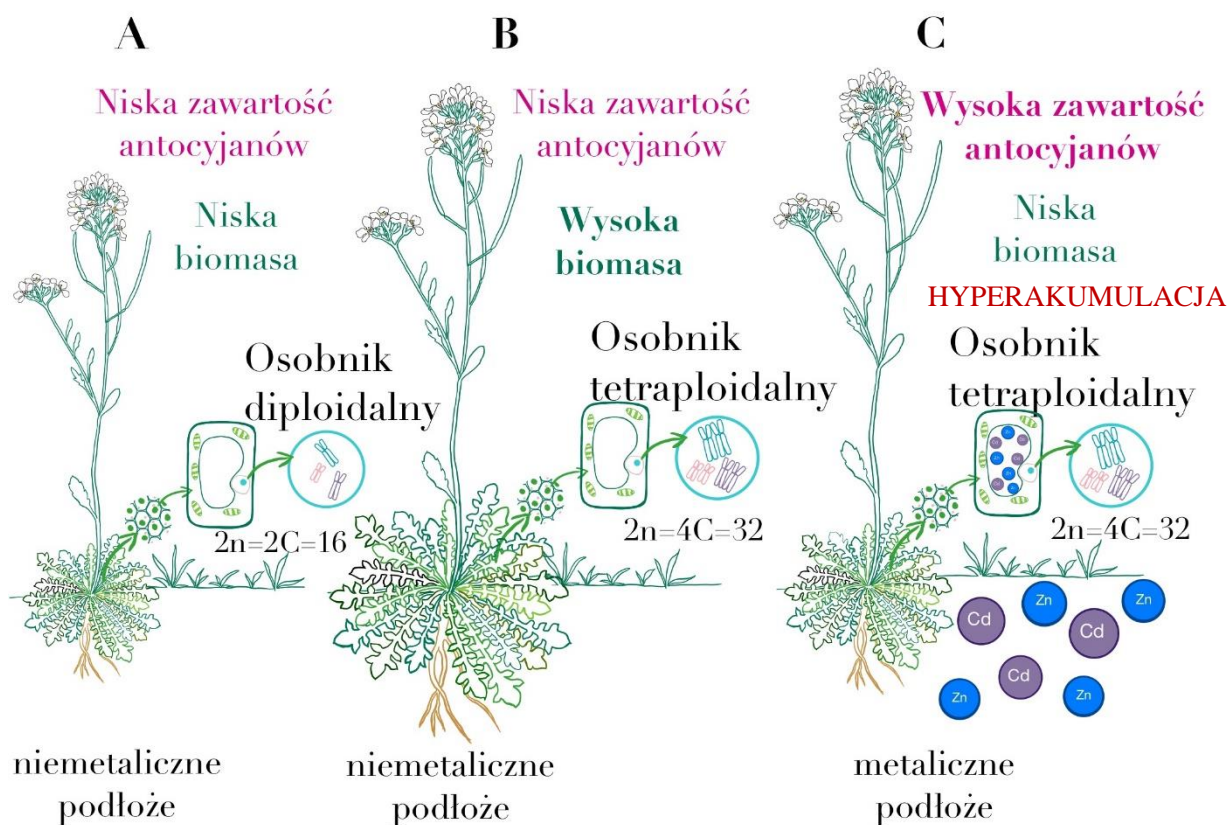 A
Niska zawartość
antocyjanów
Niska
biomasa
Osobnik
diploidalny
2n=2C=16
niemetaliczne
podłoże
B
Niska zawartość
antocyjanów
Wysoka
biomasa
Osobnik
tetraploidalny
2n=4C=32
niemetaliczne
podłoże
C
Wysoka zawartość
antocyjanów
Niska
biomasa
HYPERAKUMULACJA
Osobnik
tetraploidalny
2n=4C=32
Zn
Zn
Cd
Cd
Cd
Zn
Zn
metaliczne
podłoże